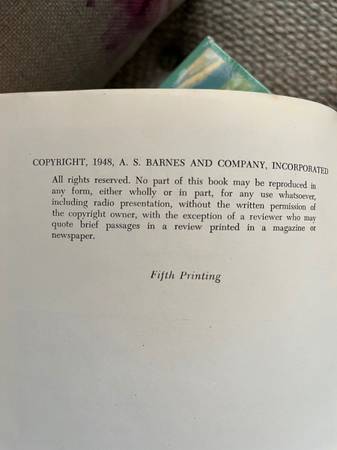 COPYRIGHT, 1948, A. S. BARNES AND COMPANY, INCORPORATED
All rights reserved. No part of this book may be reproduced in
any form, either wholly or in part, for any use whatsoever,
including radio presentation, without the written permission of
the copyright owner, with the exception of a reviewer who may
quote brief passages in a review printed in a magazine or
newspaper.
Fifth Printing